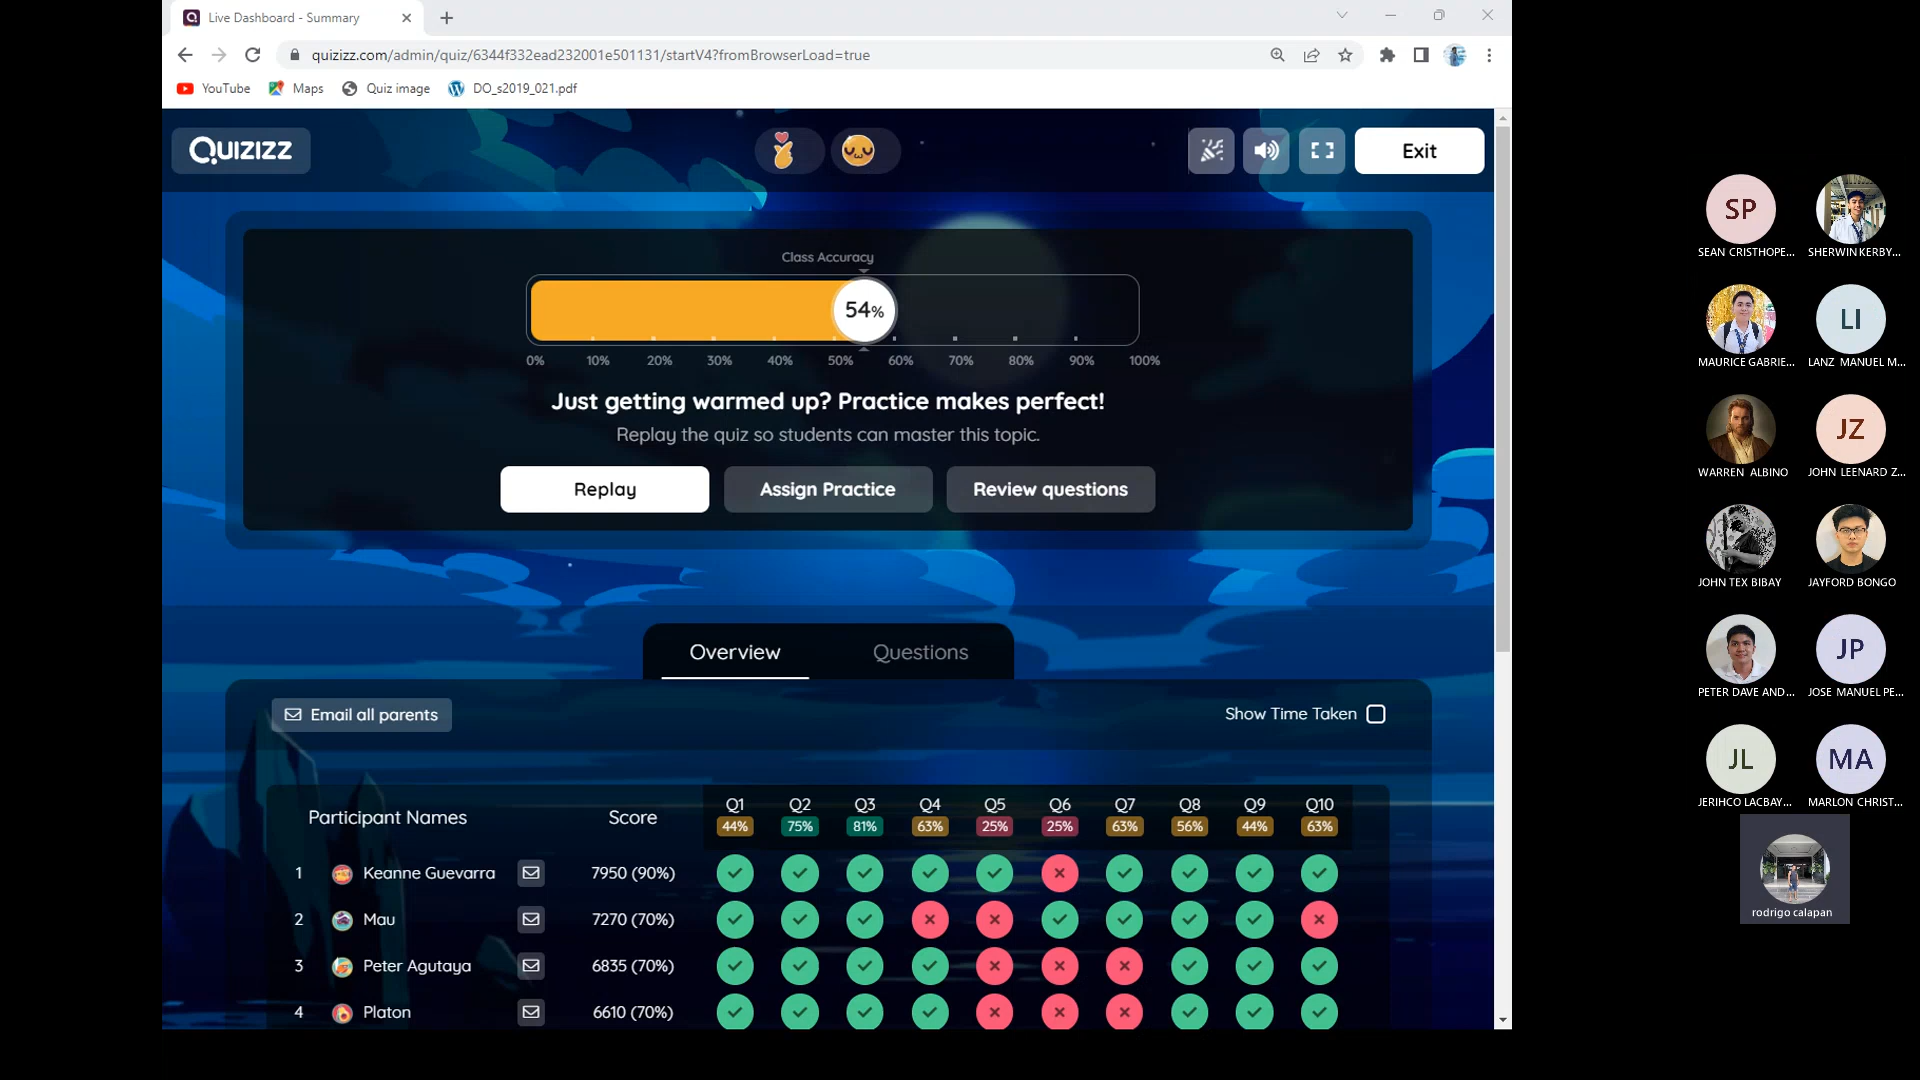 Live Dashboard - Summary
quizizz.com/admin/quiz/6344f332ead232001e501131/startV4?fromBrowserLoad=true
YouTube Maps Quiz image DO_s2019_021.pdf
Quizizz
Exit
Class Accuracy
54%
0% 10% 20% 30% 40% 50% 60% 70% 80% 90% 100%
Just getting warmed up? Practice makes perfect!
Replay the quiz so students can master this topic.
Replay Assign Practice Review questions
Overview Questions
Email all parents Show Time Taken
Participant Names Score Q1 Q2 Q3 Q4 Q5 Q6 Q7 Q8 Q9 Q10
44% 75% 81% 63% 25% 25% 63% 56% 44% 63%
1 Keanne Guevarra 7950 (90%)
2 Mau 7270 (70%)
3 Peter Agutaya 6835 (70%)
4 Platon 6610 (70%)
SP
SEAN CRISTHOPE... SHERWIN KERBY...
LI
MAURICE GABRIE... LANZ MANUEL M...
JZ
WARREN ALBINO JOHN LEENARD Z...
JOHN TEX BIBAY JAYFORD BONGO
JP
PETER DAVE AND... JOSE MANUEL PE...
JL MA
JERIHCO LACBAY... MARLON CHRIST...
rodrigo calapan